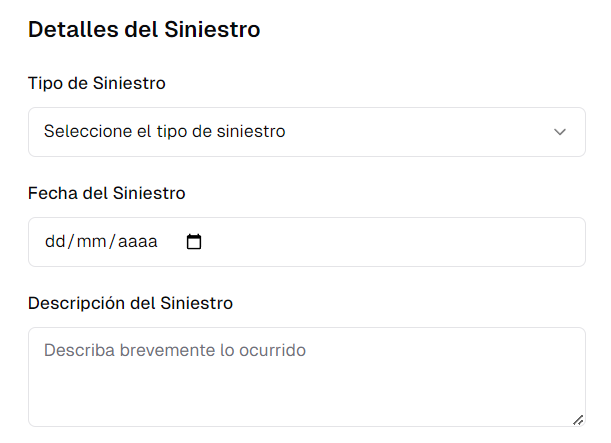 Detalles del Siniestro
Tipo de Siniestro
Seleccione el tipo de siniestro
Fecha del Siniestro
dd/mm/aaaa
Descripción del Siniestro
Describa brevemente lo ocurrido